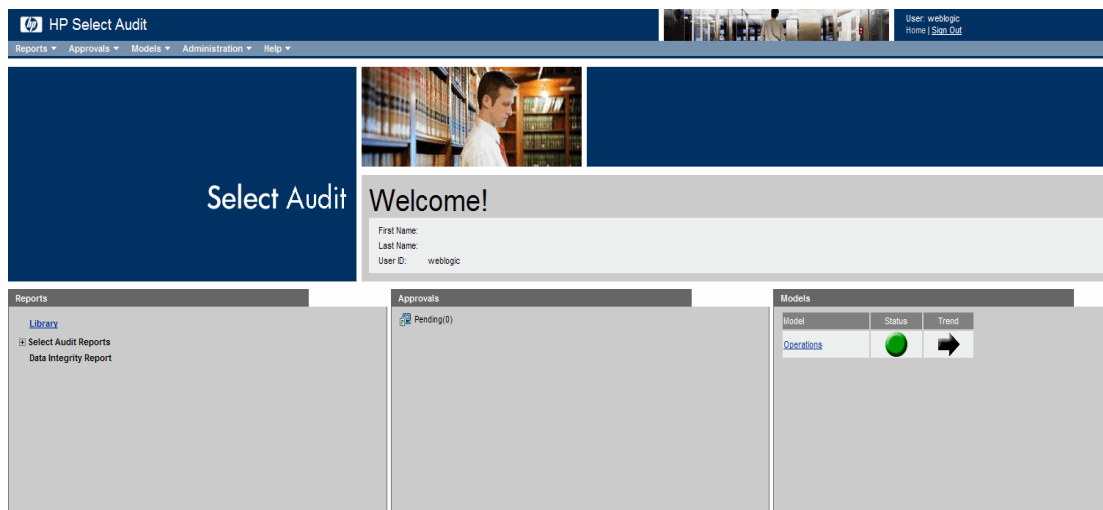 hp HP Select Audit
User: weblogic
Home | Sign Out
Reports Approvals Models Administration Help
Select Audit
Welcome!
First Name:
Last Name:
User ID: weblogic
Reports
Library
Select Audit Reports
Data Integrity Report
Approvals
Pending(0)
Models
Model Status Trend
Operations